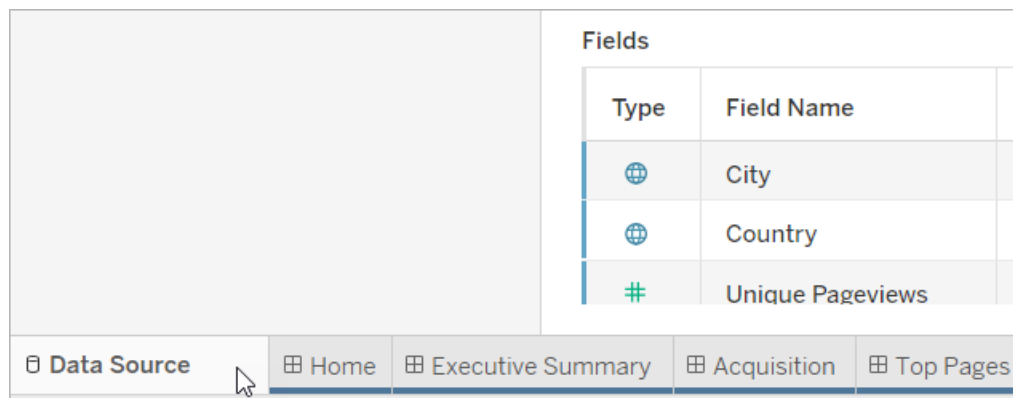 Fields
Type Field Name
City
Country
Unique Pageviews
Data Source Home Executive Summary Acquisition Top Pages